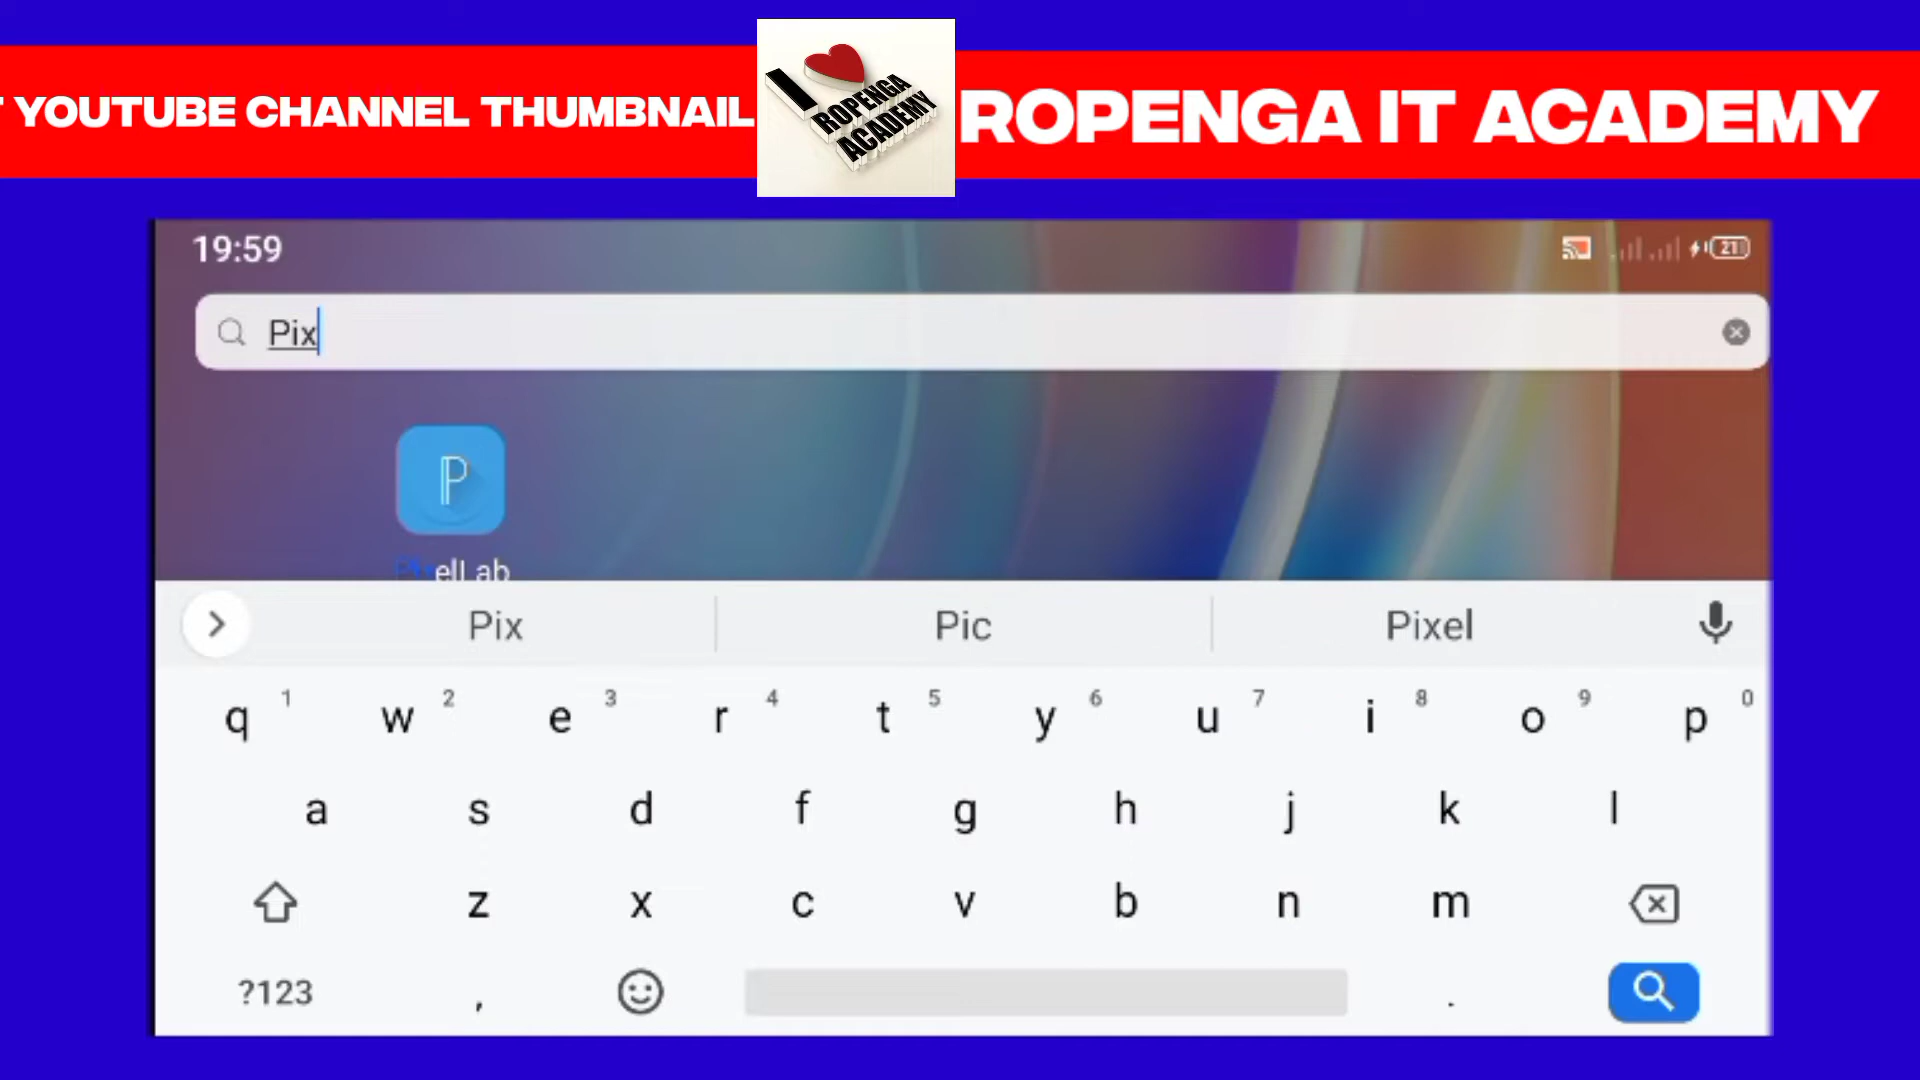 YOUTUBE CHANNEL THUMBNAIL
I
ROPENGA
ACADEMY
ROPENGA IT ACADEMY
19:59
21
Pix
P
PixelLab
Pix
Pic
Pixel
q 1 w 2 e 3 r 4 t 5 y 6 u 7 i 8 o 9 p 0
a s d f g h j k l
z x c v b n m
?123 , .